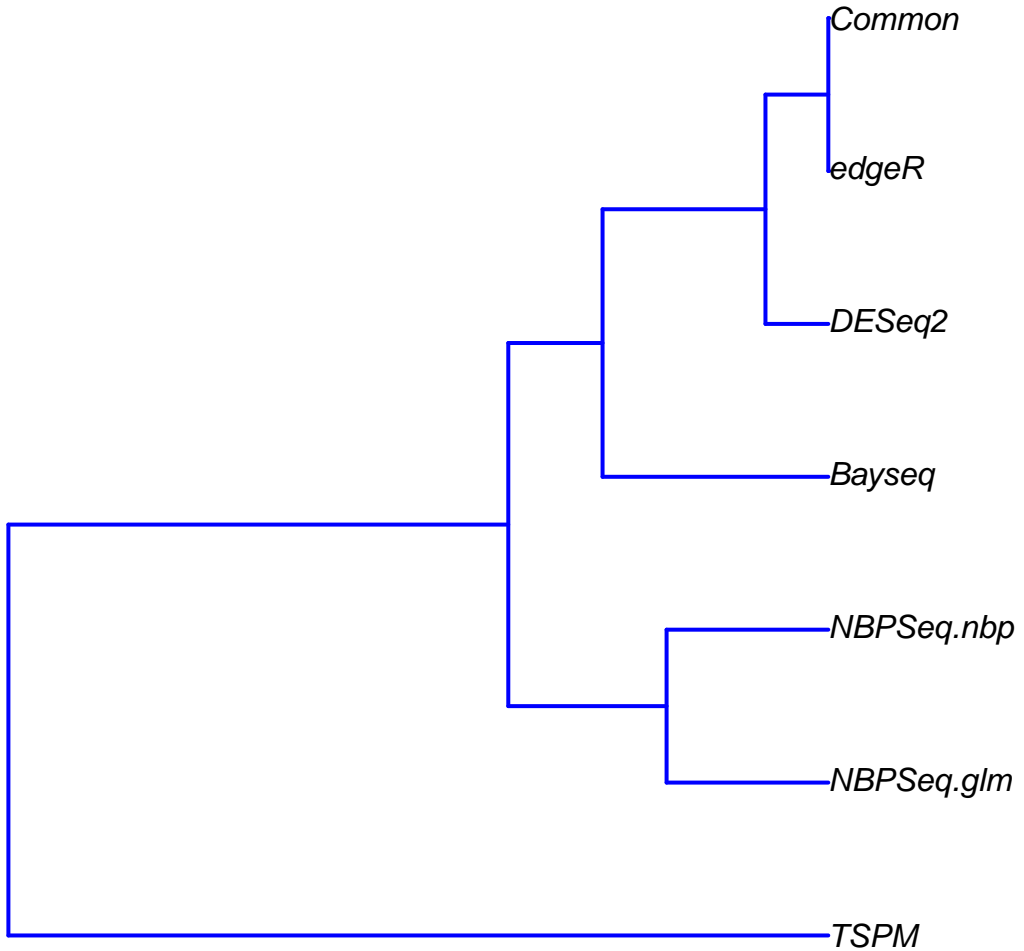 Common
edgeR
DESeq2
Bayseq
NBPSeq.nbp
NBPSeq.glm
TSPM